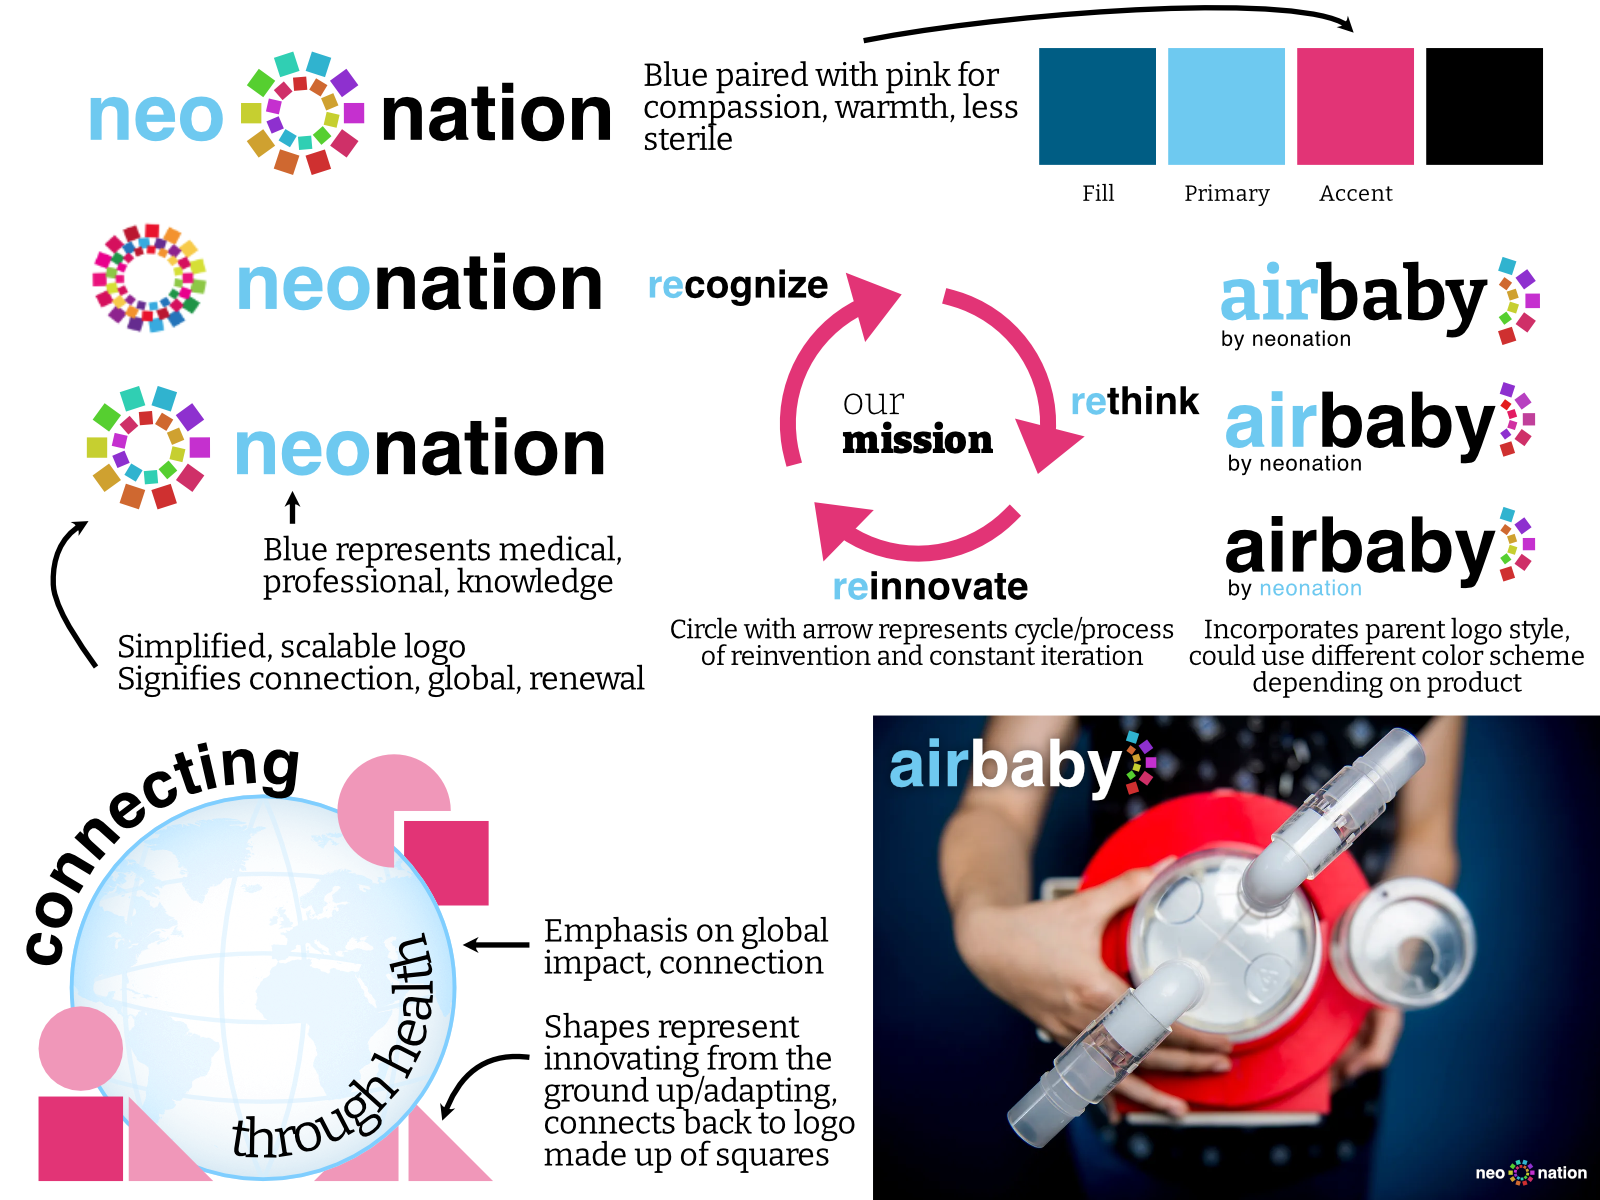 neo nation
Blue paired with pink for
compassion, warmth, less
sterile
Fill
Primary
Accent
neonation
neonation
Blue represents medical,
professional, knowledge
Simplified, scalable logo
Signifies connection, global, renewal
recognize
rethink
reinnovate
our
mission
Circle with arrow represents cycle/process
of reinvention and constant iteration
airbaby
by neonation
airbaby
by neonation
airbaby
by neonation
Incorporates parent logo style,
could use different color scheme
depending on product
connecting
through health
Emphasis on global
impact, connection
Shapes represent
innovating from the
ground up/adapting,
connects back to logo
made up of squares
airbaby
neo nation